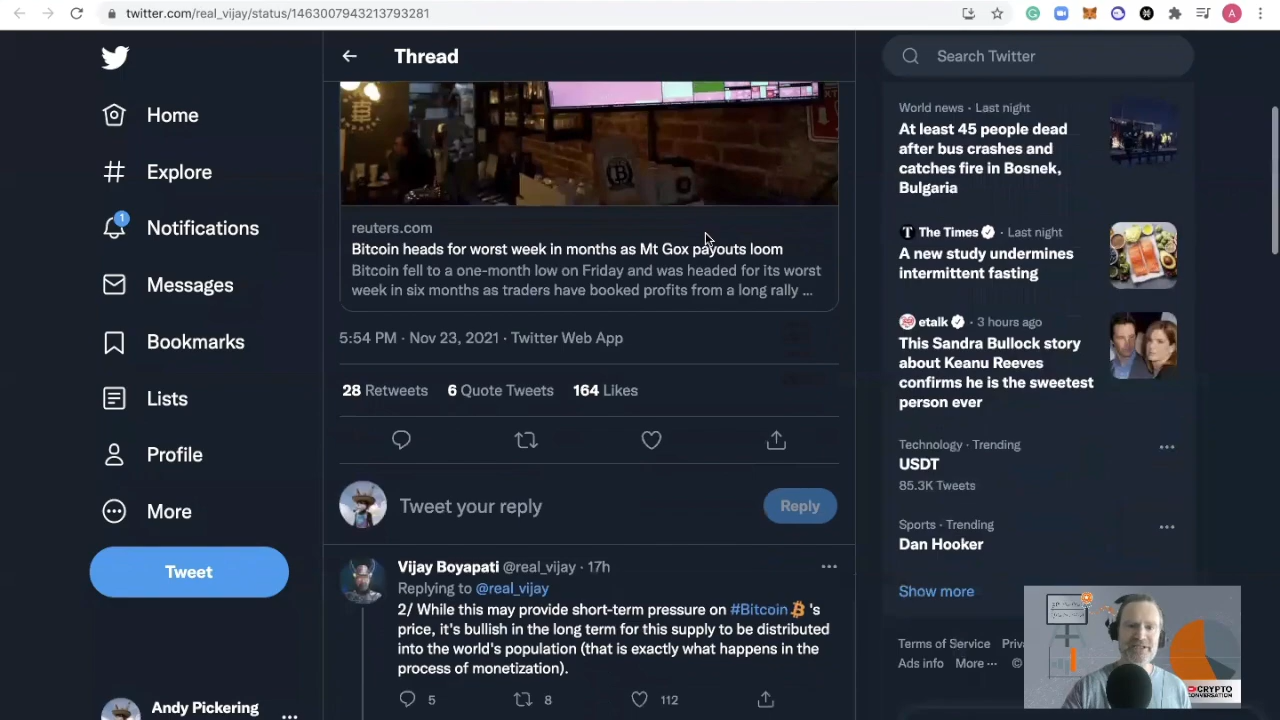 twitter.com/real_vijay/status/1463007943213793281
A
Home
Explore
1
Notifications
Messages
Bookmarks
Lists
Profile
More
Tweet
Andy Pickering
Thread
reuters.com
Bitcoin heads for worst week in months as Mt Gox payouts loom
Bitcoin fell to a one-month low on Friday and was headed for its worst
week in six months as traders have booked profits from a long rally ...
5:54 PM · Nov 23, 2021 · Twitter Web App
28 Retweets 6 Quote Tweets 164 Likes
Tweet your reply
Reply
Vijay Boyapati @real_vijay · 17h
Replying to @real_vijay
2/ While this may provide short-term pressure on #Bitcoin 's
price, it's bullish in the long term for this supply to be distributed
into the world's population (that is exactly what happens in the
process of monetization).
5 8 112
Search Twitter
World news · Last night
At least 45 people dead
after bus crashes and
catches fire in Bosnek,
Bulgaria
The Times · Last night
A new study undermines
intermittent fasting
etalk · 3 hours ago
This Sandra Bullock story
about Keanu Reeves
confirms he is the sweetest
person ever
Technology · Trending
USDT
85.3K Tweets
Sports · Trending
Dan Hooker
Show more
Terms of Service Priva
Ads info More ··· ©
CRYPTO
CONVERSATION